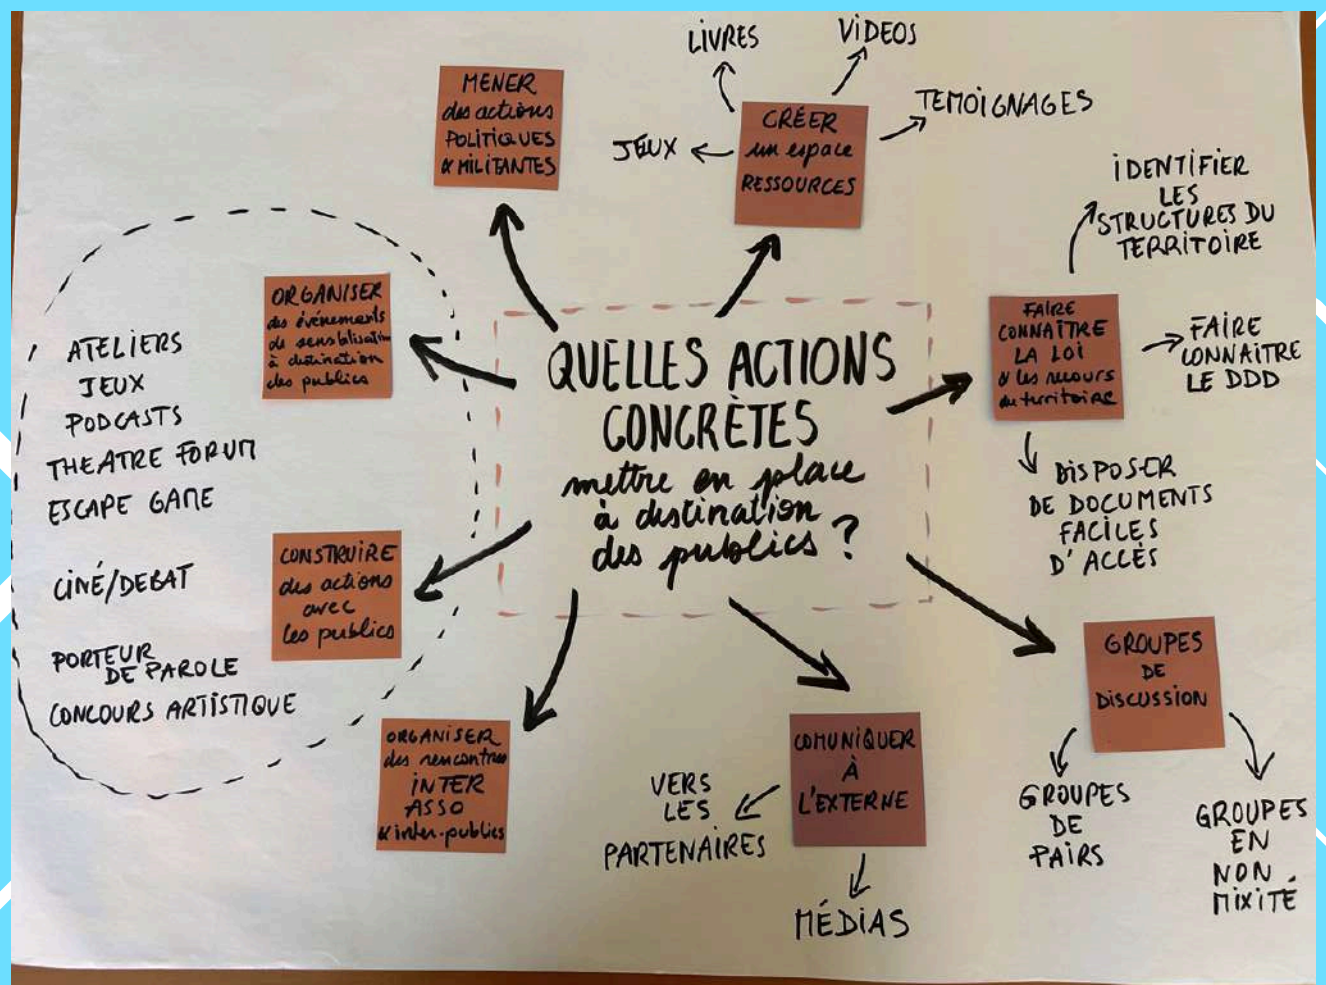 QUELLES ACTIONS
CONCRÈTES
mettre en place
à destination
des publics ?
MENER
des actions
POLITIQUES
& MILITANTES
CRÉER
un espace
RESSOURCES
JEUX
LIVRES
VIDEOS
TEMOIGNAGES
FAIRE
CONNAÎTRE
LA LOI
& les recours
du territoire
IDENTIFIER
LES
STRUCTURES DU
TERRITOIRE
FAIRE
CONNAITRE
LE DDD
DISPOSER
DE DOCUMENTS
FACILES
D'ACCÈS
GROUPES
DE
DISCUSSION
GROUPES
DE
PAIRS
GROUPES
EN
NON
MIXITÉ
COMUNIQUER
À
L'EXTERNE
VERS
LES
PARTENAIRES
MÉDIAS
ORGANISER
des rencontres
INTER
ASSO
& inter-publics
CONSTRUIRE
des actions
avec
les publics
ORGANISER
des événements
de sensibilisation
à destination
des publics
ATELIERS
JEUX
PODCASTS
THEATRE FORUM
ESCAPE GAME
CINÉ/DEBAT
PORTEUR
DE PAROLE
CONCOURS ARTISTIQUE